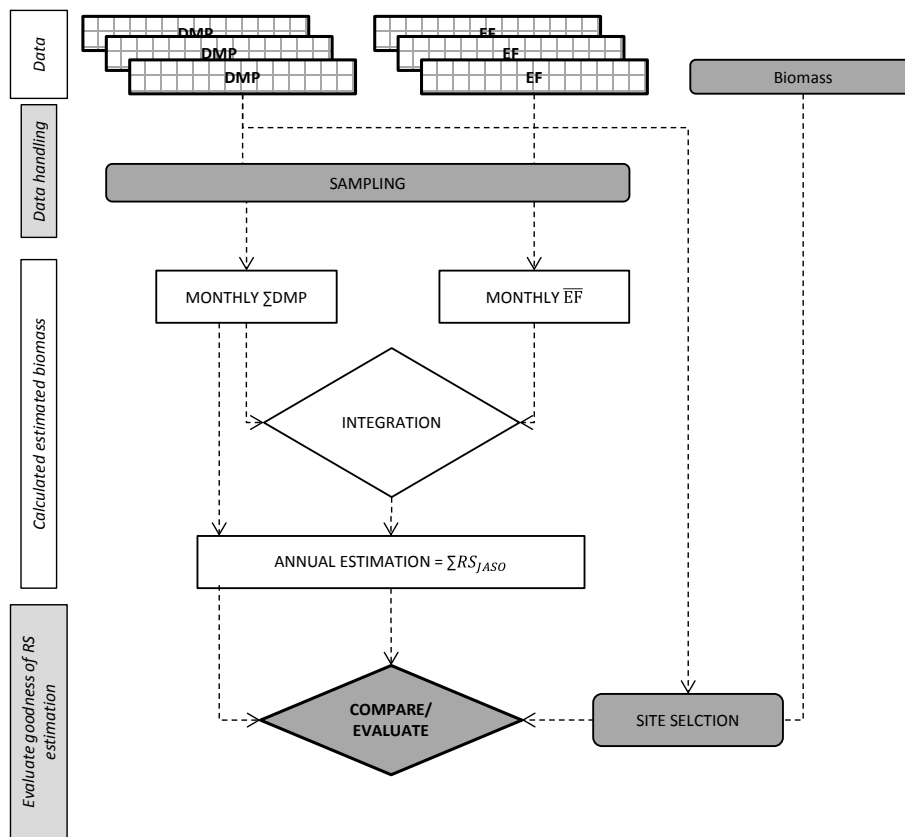 Data
DMP
DMP
DMP
EF
EF
EF
Biomass
Data handling
SAMPLING
Calculated estimated biomass
MONTHLY ∑DMP
MONTHLY E̅F̅
INTEGRATION
ANNUAL ESTIMATION = ∑RS_JASO
Evaluate goodness of RS
estimation
COMPARE/
EVALUATE
SITE SELCTION